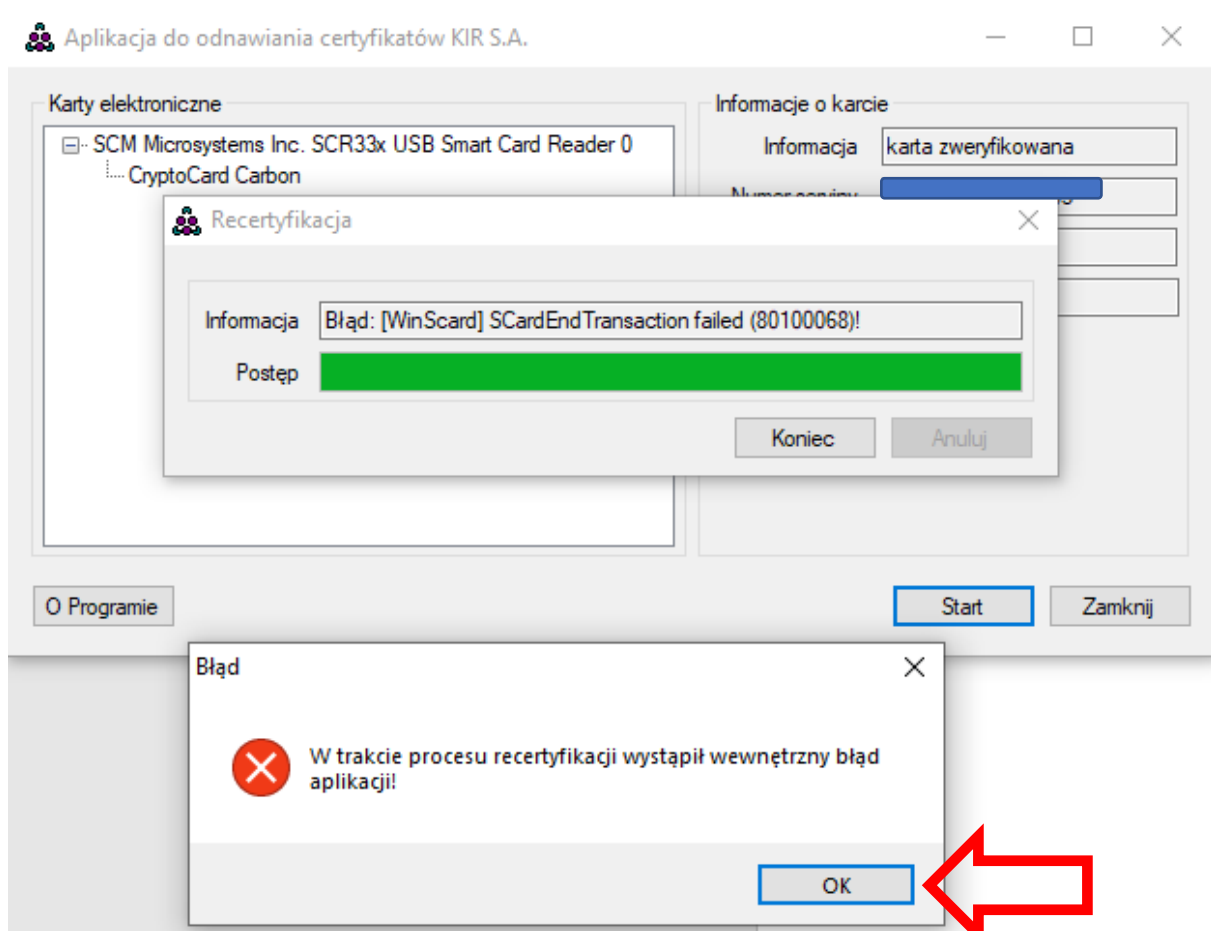 Aplikacja do odnawiania certyfikatów KIR S.A.
Karty elektroniczne
SCM Microsystems Inc. SCR33x USB Smart Card Reader 0
CryptoCard Carbon
Informacje o karcie
Informacja karta zweryfikowana
Recertyfikacja
Informacja Błąd: [WinScard] SCardEndTransaction failed (80100068)!
Postęp
Koniec Anuluj
O Programie Start Zamknij
Błąd
W trakcie procesu recertyfikacji wystąpił wewnętrzny błąd
aplikacji!
OK